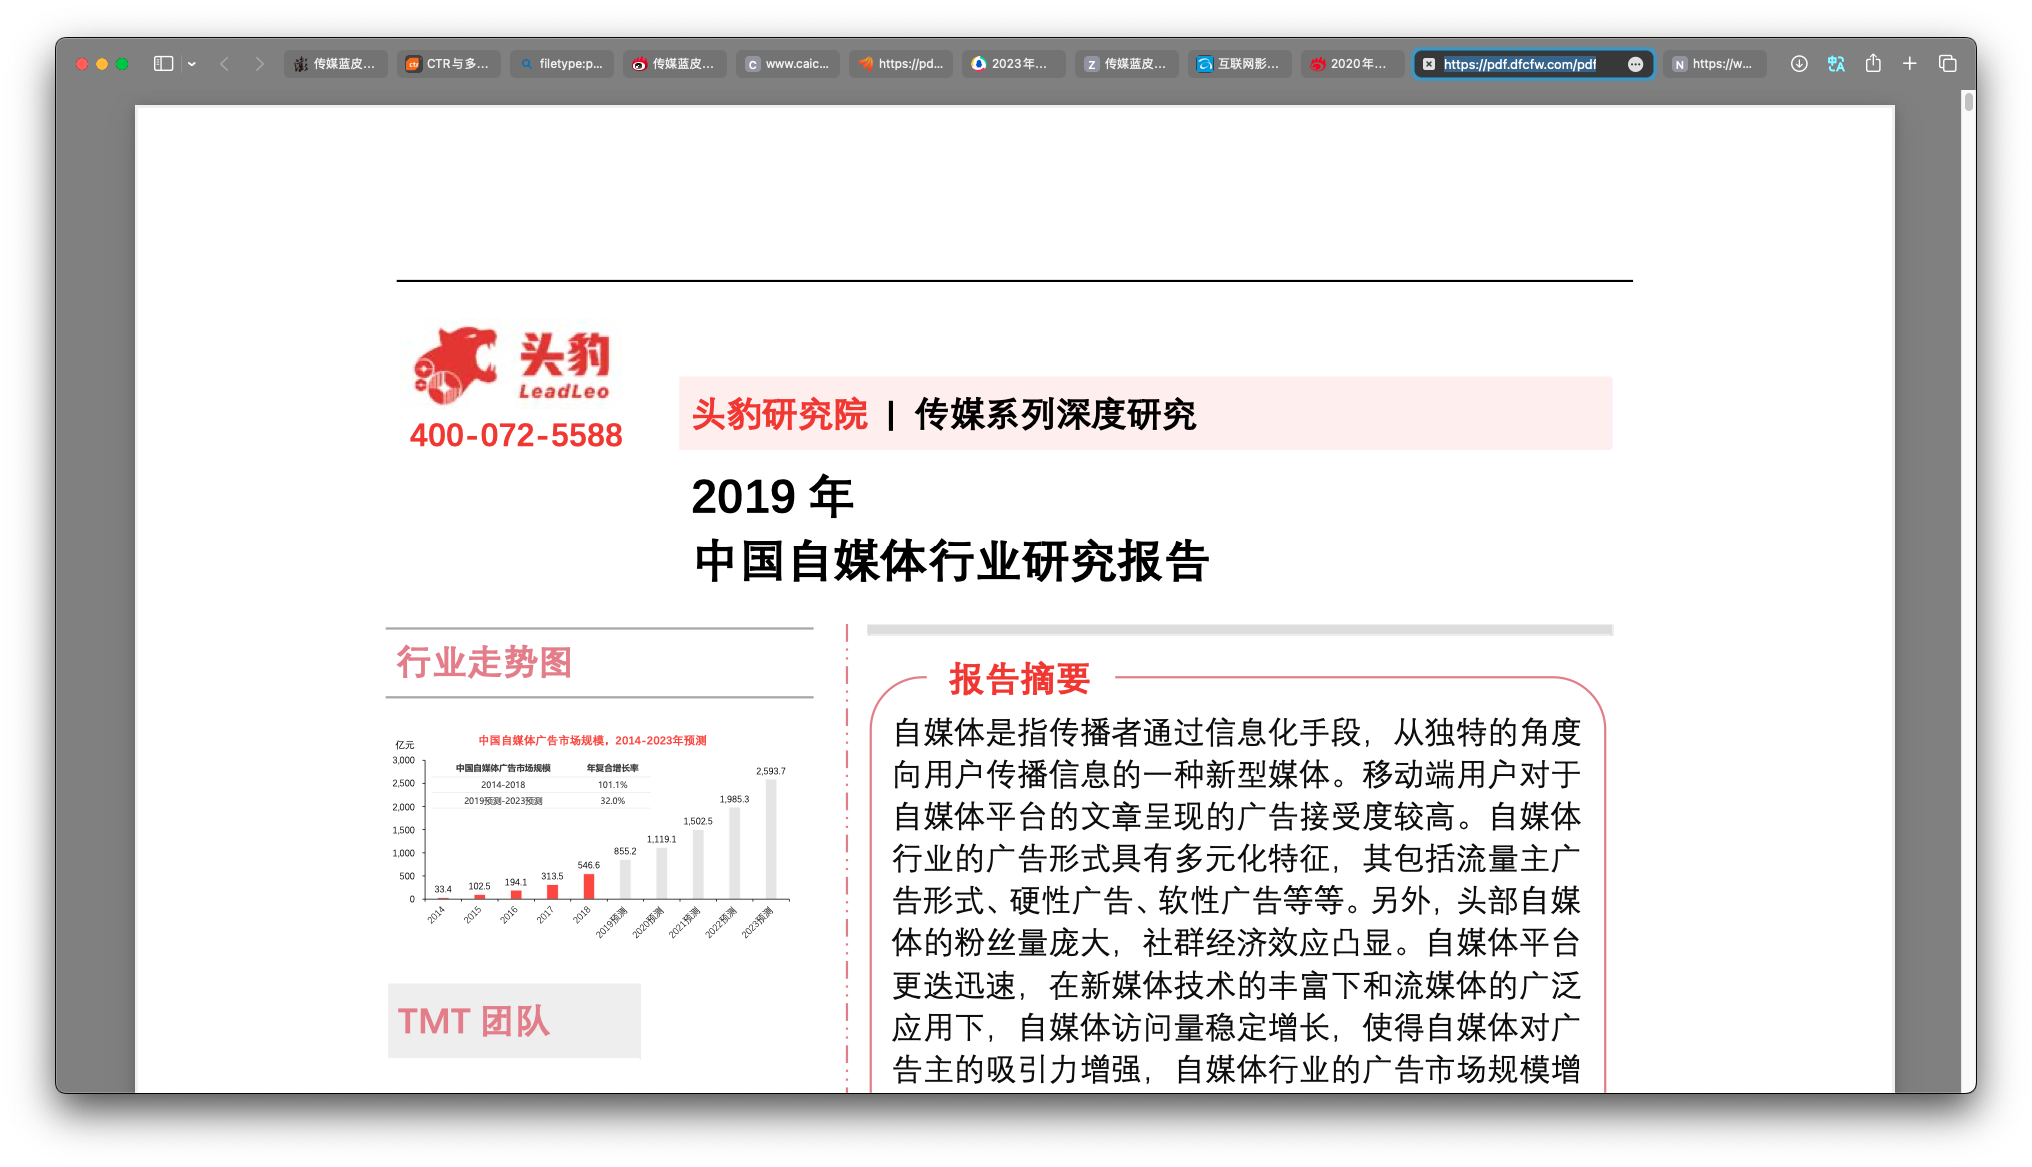 传媒蓝皮...
CTR与多...
filetype:p...
传媒蓝皮...
www.caic...
https://pd...
2023年...
传媒蓝皮...
互联网影...
2020年...
https://pdf.dfcfw.com/pdf
https://w...
头豹
LeadLeo
400-072-5588
头豹研究院 | 传媒系列深度研究
2019 年
中国自媒体行业研究报告
行业走势图
中国自媒体广告市场规模，2014-2023年预测
亿元
中国自媒体广告市场规模 年复合增长率
2014-2018 101.1%
2019预测-2023预测 32.0%
3,000
2,500
2,000
1,500
1,000
500
0
33.4
102.5
194.1
313.5
546.6
855.2
1,119.1
1,502.5
1,985.3
2,593.7
2014
2015
2016
2017
2018
2019预测
2020预测
2021预测
2022预测
2023预测
TMT 团队
报告摘要
自媒体是指传播者通过信息化手段，从独特的角度
向用户传播信息的一种新型媒体。移动端用户对于
自媒体平台的文章呈现的广告接受度较高。自媒体
行业的广告形式具有多元化特征，其包括流量主广
告形式、硬性广告、软性广告等等。另外，头部自媒
体的粉丝量庞大，社群经济效应凸显。自媒体平台
更迭迅速，在新媒体技术的丰富下和流媒体的广泛
应用下，自媒体访问量稳定增长，使得自媒体对广
告主的吸引力增强，自媒体行业的广告市场规模增